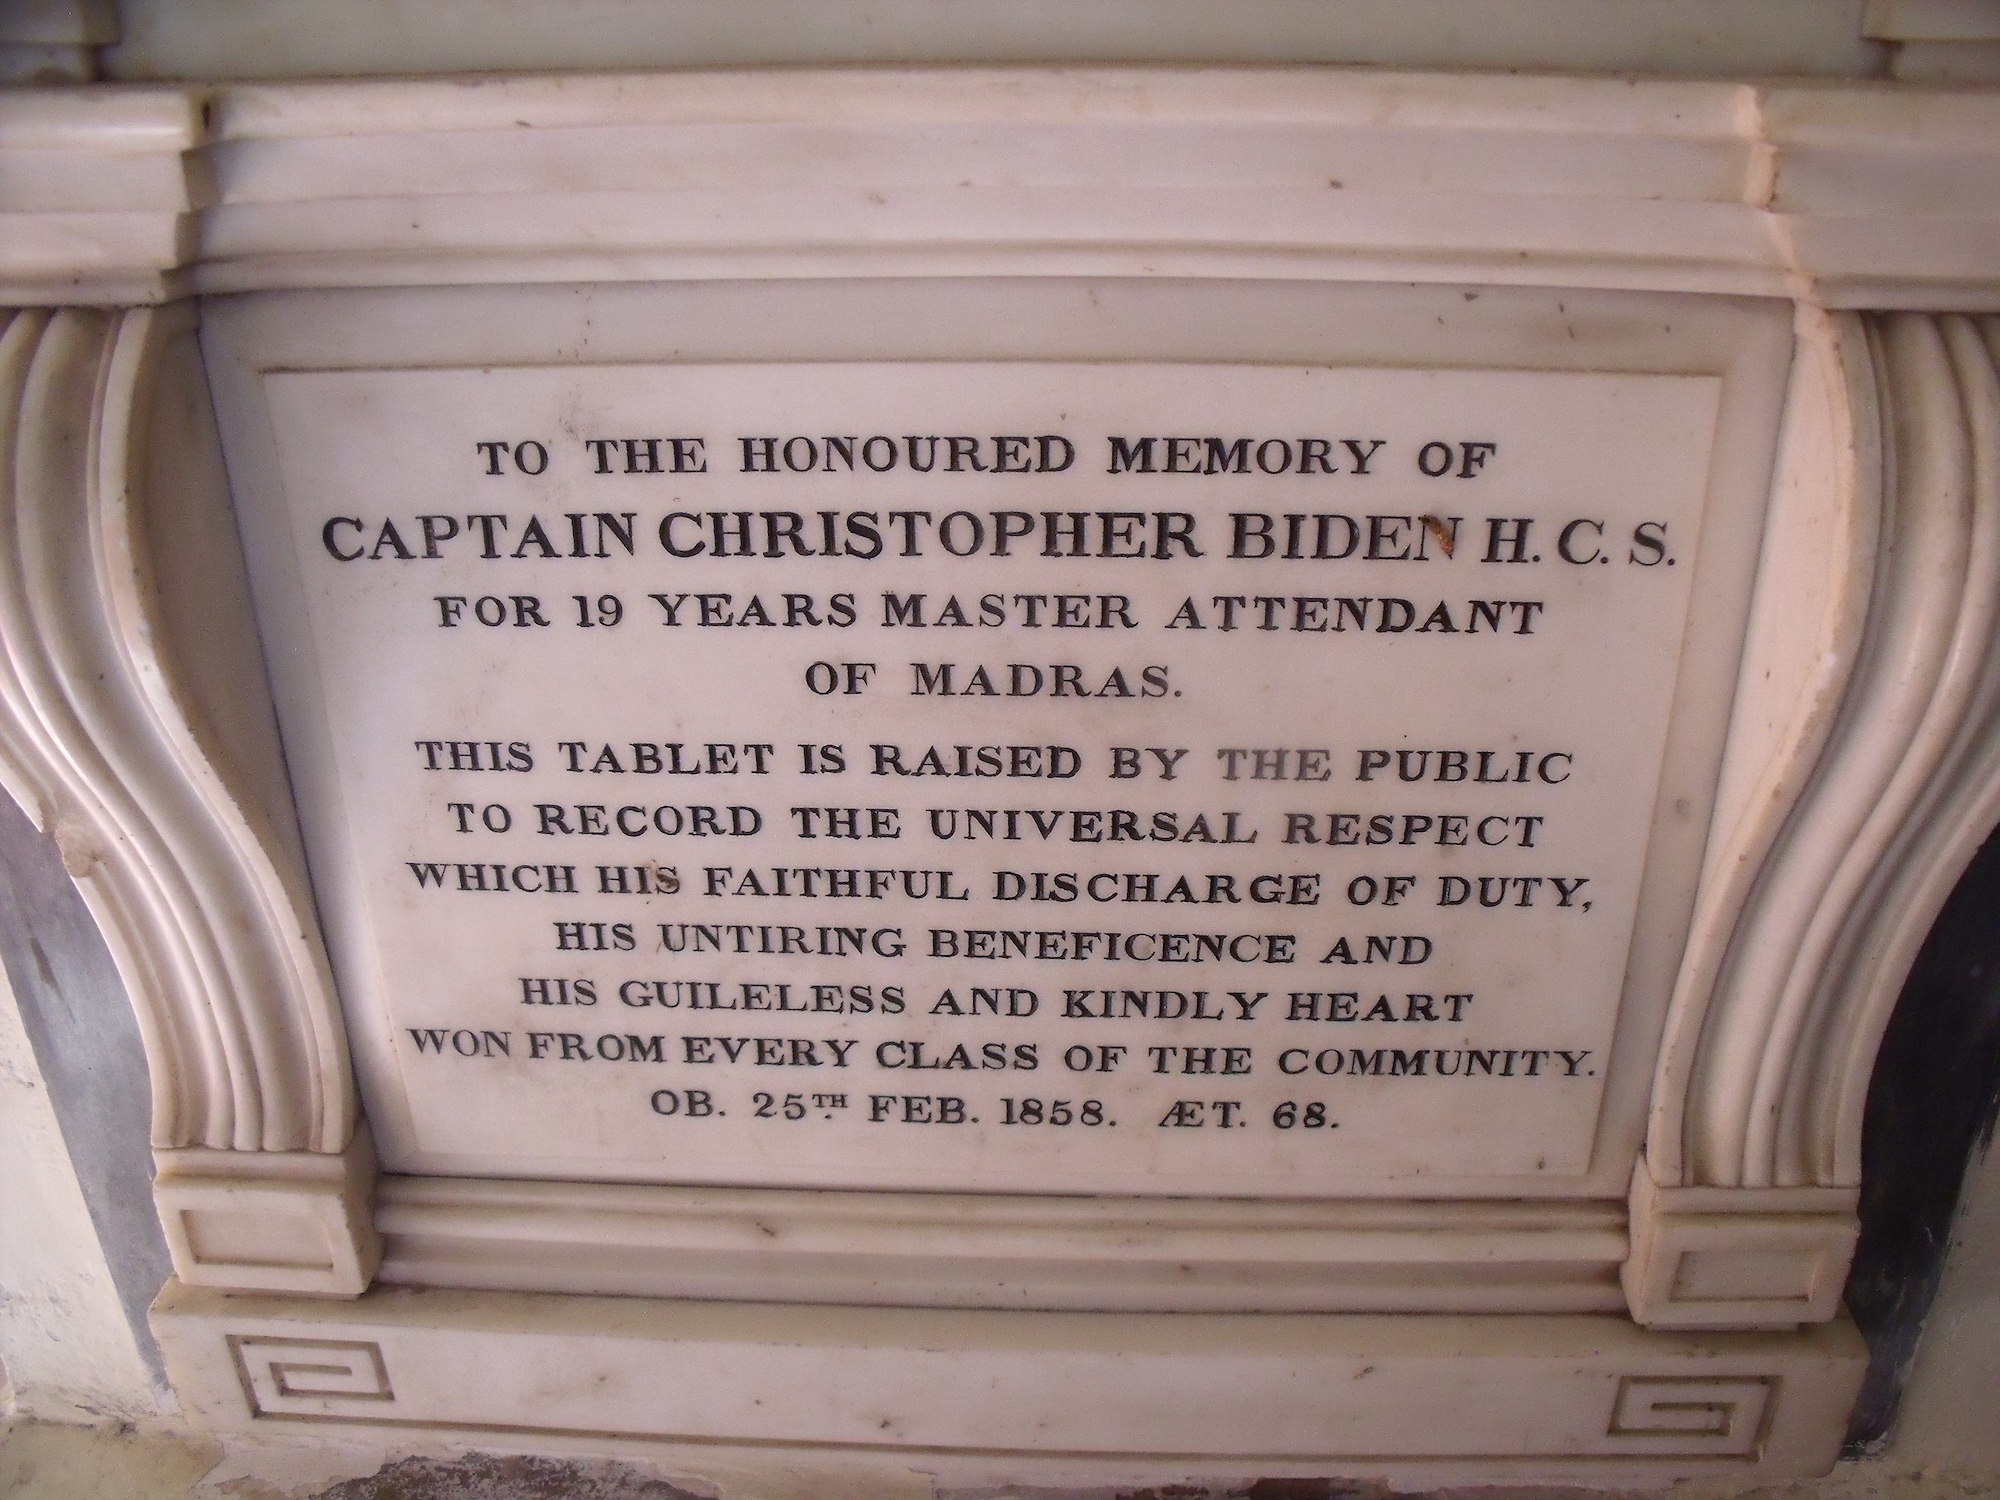 TO THE HONOURED MEMORY OF
CAPTAIN CHRISTOPHER BIDEN H.C.S.
FOR 19 YEARS MASTER ATTENDANT
OF MADRAS.
THIS TABLET IS RAISED BY THE PUBLIC
TO RECORD THE UNIVERSAL RESPECT
WHICH HIS FAITHFUL DISCHARGE OF DUTY,
HIS UNTIRING BENEFICENCE AND
HIS GUILELESS AND KINDLY HEART
WON FROM EVERY CLASS OF THE COMMUNITY.
OB. 25TH FEB. 1858. ÆT. 68.